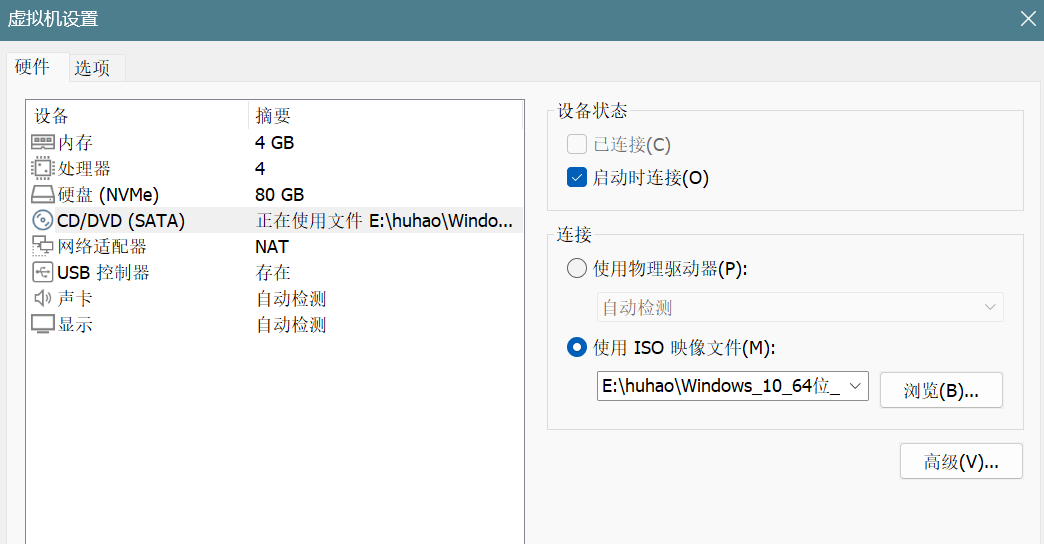 虚拟机设置
硬件 选项
设备 摘要
内存 4 GB
处理器 4
硬盘 (NVMe) 80 GB
CD/DVD (SATA) 正在使用文件 E:\huhao\Windo...
网络适配器 NAT
USB 控制器 存在
声卡 自动检测
显示 自动检测
设备状态
已连接(C)
启动时连接(O)
连接
使用物理驱动器(P):
自动检测
使用 ISO 映像文件(M):
E:\huhao\Windows_10_64位_ 浏览(B)...
高级(V)...